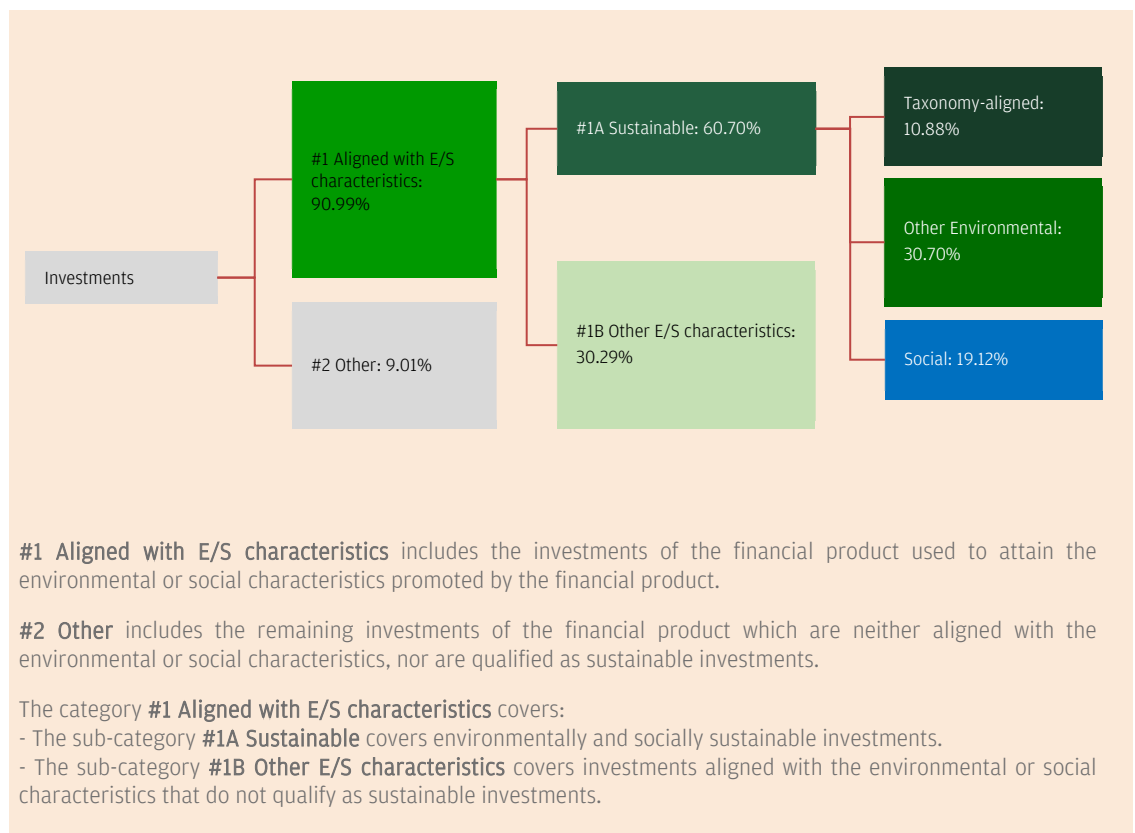 Investments
#1 Aligned with E/S
characteristics:
90.99%
#2 Other: 9.01%
#1A Sustainable: 60.70%
#1B Other E/S characteristics:
30.29%
Taxonomy-aligned:
10.88%
Other Environmental:
30.70%
Social: 19.12%
#1 Aligned with E/S characteristics includes the investments of the financial product used to attain the
environmental or social characteristics promoted by the financial product.
#2 Other includes the remaining investments of the financial product which are neither aligned with the
environmental or social characteristics, nor are qualified as sustainable investments.
The category #1 Aligned with E/S characteristics covers:
- The sub-category #1A Sustainable covers environmentally and socially sustainable investments.
- The sub-category #1B Other E/S characteristics covers investments aligned with the environmental or social
characteristics that do not qualify as sustainable investments.